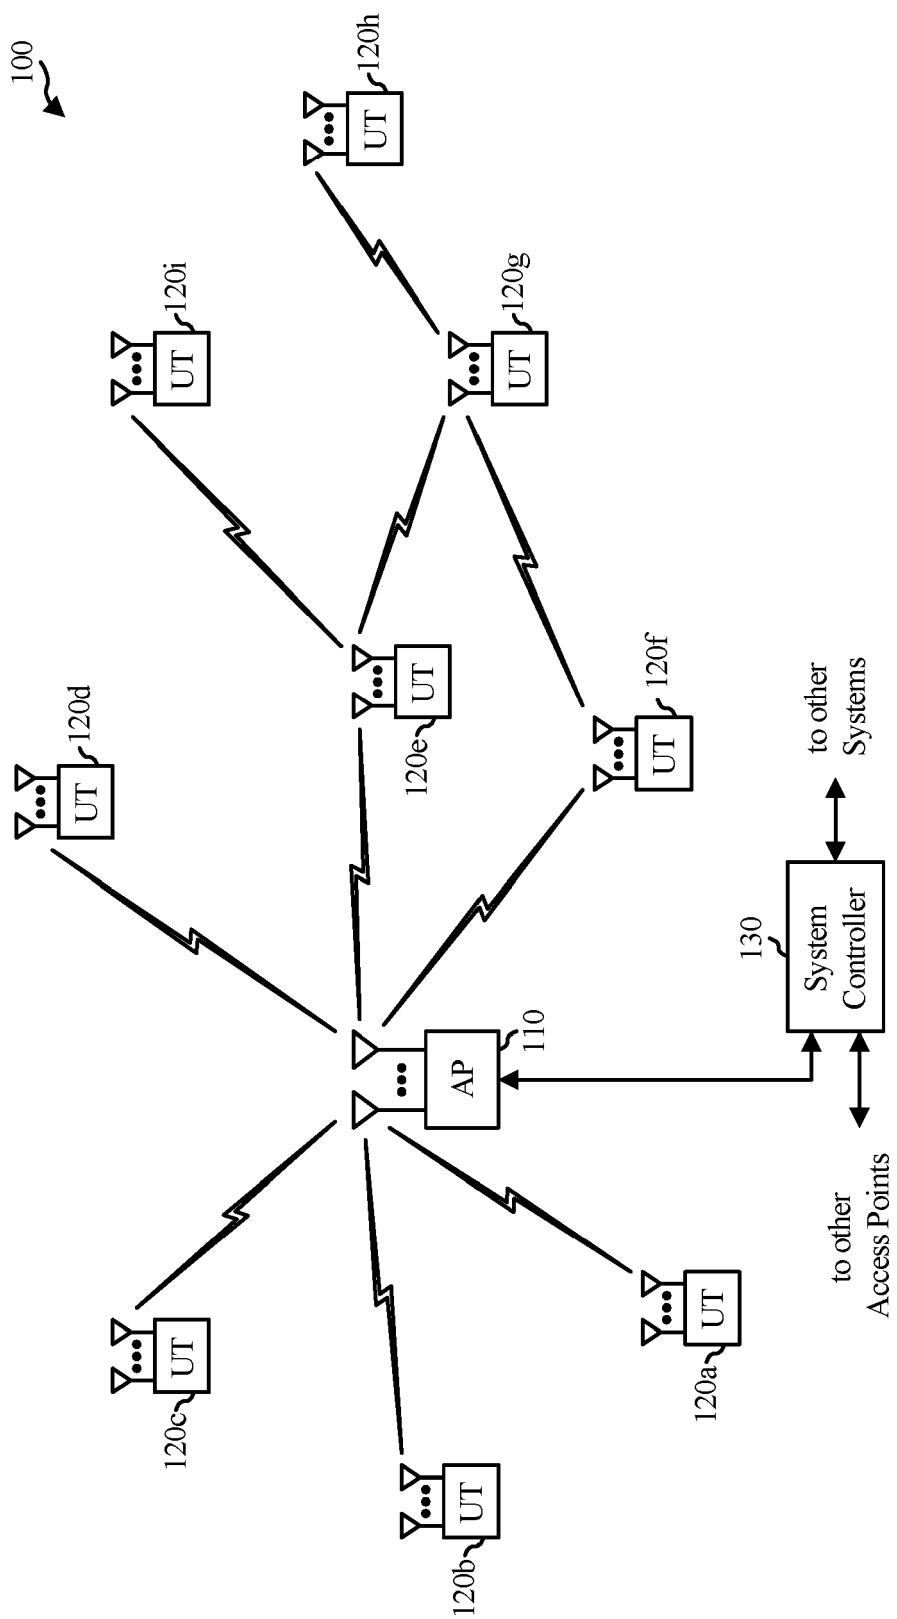 100
120d
UT
120i
UT
120h
UT
120c
UT
120e
UT
120g
UT
120b
UT
AP
110
120f
UT
120a
UT
130
System
Controller
to other
Systems
to other
Access Points